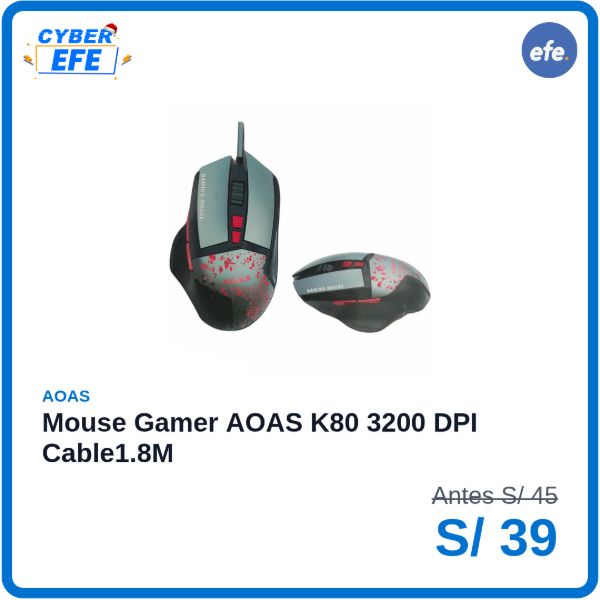 CYBER
EFE
efe.
GAMING MOUSE
AOAS
GAMING MOUSE
AOAS
Mouse Gamer AOAS K80 3200 DPI
Cable1.8M
Antes S/ 45
S/ 39